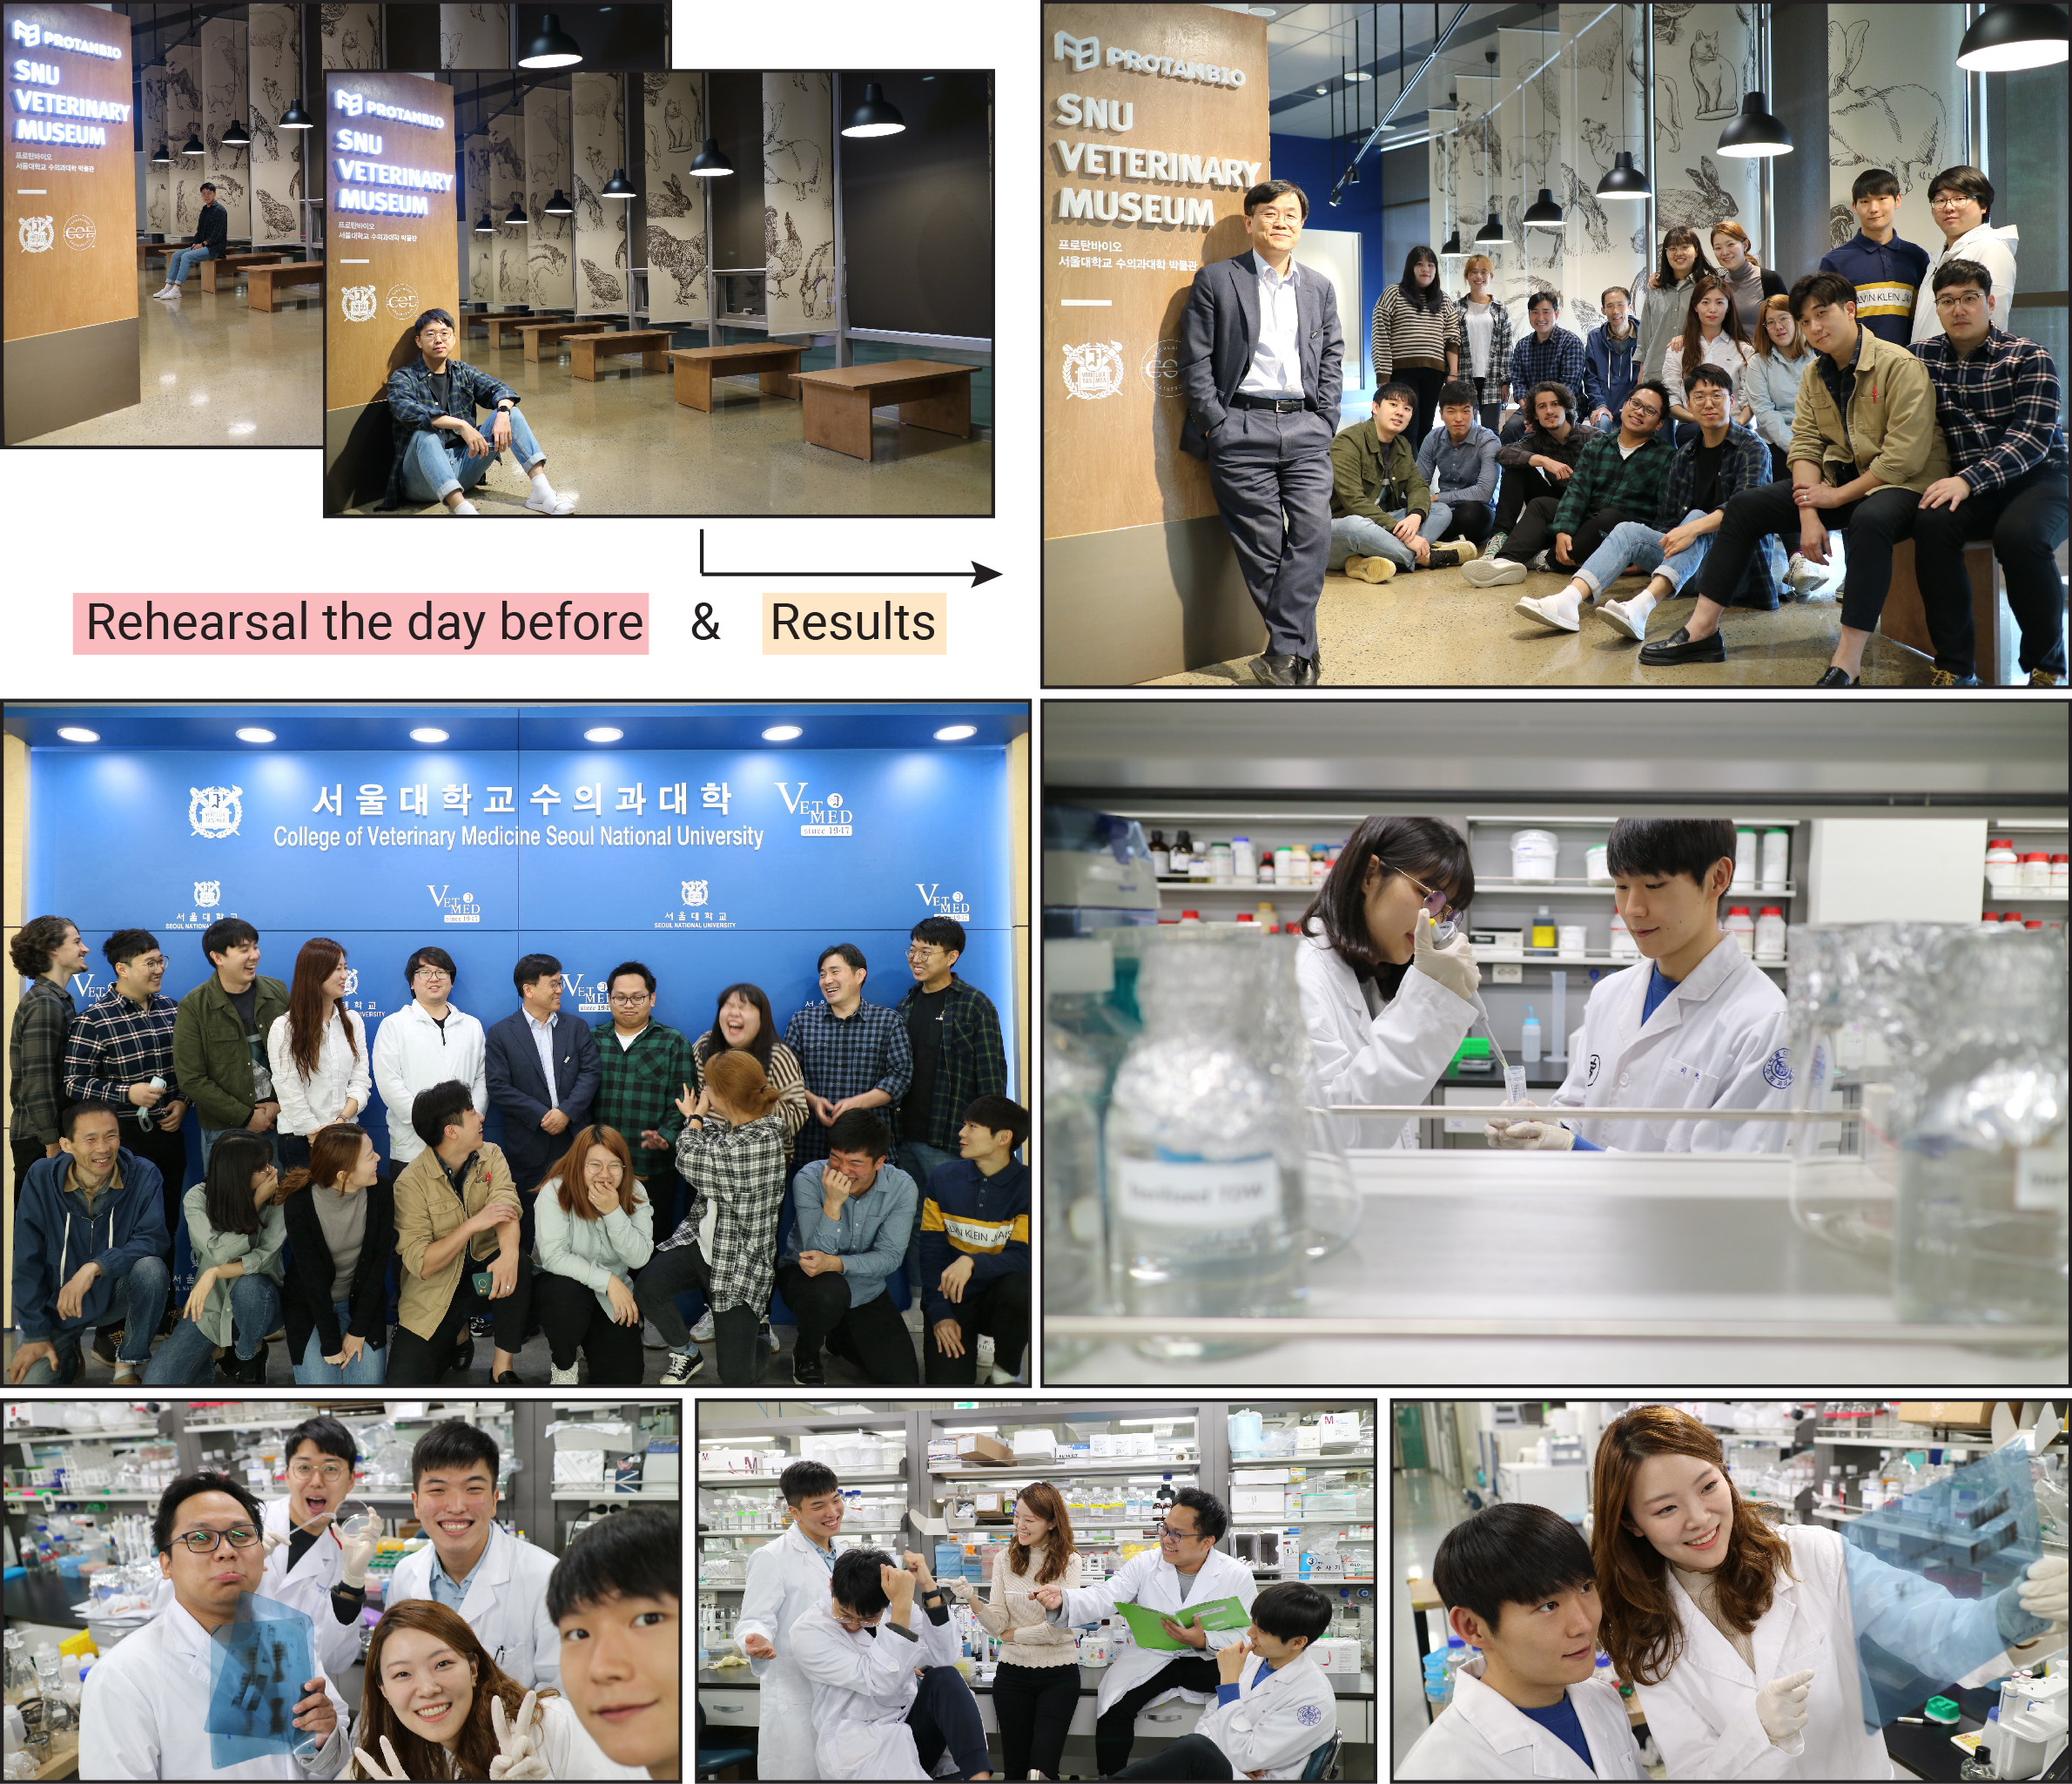 PROTANBIO
SNU
VETERINARY
MUSEUM
프로탄바이오
서울대학교 수의과대학 박물관
PROTANBIO
SNU
VETERINARY
MUSEUM
프로탄바이오
서울대학교 수의과대학 박물관
Rehearsal the day before & Results
PROTANBIO
SNU
VETERINARY
MUSEUM
프로탄바이오
서울대학교 수의과대학 박물관
CALVIN KLEIN
서울대학교 수의과대학
College of Veterinary Medicine Seoul National University
VET MED
since 1947
서울대학교
SEOUL NATIONAL UNIVERSITY
VET MED
서울대학교
SEOUL NATIONAL UNIVERSITY
VET MED
KLEIN